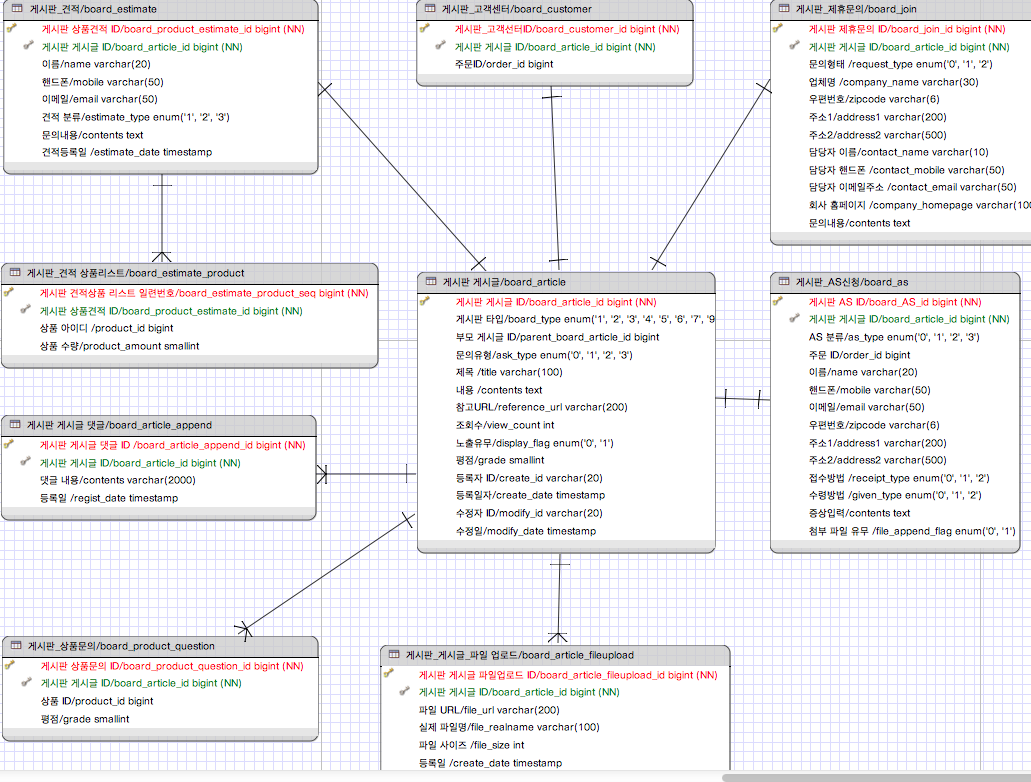 게시판_견적/board_estimate
게시판 상품견적 ID/board_product_estimate_id bigint (NN)
게시판 게시글 ID/board_article_id bigint (NN)
이름/name varchar(20)
핸드폰/mobile varchar(50)
이메일/email varchar(50)
견적 분류/estimate_type enum('1', '2', '3')
문의내용/contents text
견적등록일 /estimate_date timestamp
게시판_고객센터/board_customer
게시판_고객센터ID/board_customer_id bigint (NN)
게시판 게시글 ID/board_article_id bigint (NN)
주문ID/order_id bigint
게시판_제휴문의/board_join
게시판 제휴문의 ID/board_join_id bigint (NN)
게시판 게시글 ID/board_article_id bigint (NN)
문의형태 /request_type enum('0', '1', '2')
업체명 /company_name varchar(30)
우편번호/zipcode varchar(6)
주소1/address1 varchar(200)
주소2/address2 varchar(500)
담당자 이름/contact_name varchar(10)
담당자 핸드폰 /contact_mobile varchar(50)
담당자 이메일주소 /contact_email varchar(50)
회사 홈페이지 /company_homepage varchar(100
문의내용/contents text
게시판_견적 상품리스트/board_estimate_product
게시판 견적상품 리스트 일련번호/board_estimate_product_seq bigint (NN)
게시판 상품견적 ID/board_product_estimate_id bigint (NN)
상품 아이디 /product_id bigint
상품 수량/product_amount smallint
게시판 게시글/board_article
게시판 게시글 ID/board_article_id bigint (NN)
게시판 타입/board_type enum('1', '2', '3', '4', '5', '6', '7', '9
부모 게시글 ID/parent_board_article_id bigint
문의유형/ask_type enum('0', '1', '2', '3')
제목 /title varchar(100)
내용 /contents text
참고URL/reference_url varchar(200)
조회수/view_count int
노출유무/display_flag enum('0', '1')
평점/grade smallint
등록자 ID/create_id varchar(20)
등록일자/create_date timestamp
수정자 ID/modify_id varchar(20)
수정일/modify_date timestamp
게시판_AS신청/board_as
게시판 AS ID/board_AS_id bigint (NN)
게시판 게시글 ID/board_article_id bigint (NN)
AS 분류/as_type enum('0', '1', '2', '3')
주문 ID/order_id bigint
이름/name varchar(20)
핸드폰/mobile varchar(50)
이메일/email varchar(50)
우편번호/zipcode varchar(6)
주소1/address1 varchar(200)
주소2/address2 varchar(500)
접수방법 /receipt_type enum('0', '1', '2')
수령방법 /given_type enum('0', '1', '2')
증상입력/contents text
첨부 파일 유무 /file_append_flag enum('0', '1')
게시판 게시글 댓글/board_article_append
게시판 게시글 댓글 ID /board_article_append_id bigint (NN)
게시판 게시글 ID/board_article_id bigint (NN)
댓글 내용/contents varchar(2000)
등록일 /regist_date timestamp
게시판_상품문의/board_product_question
게시판 상품문의 ID/board_product_question_id bigint (NN)
게시판 게시글 ID/board_article_id bigint (NN)
상품 ID/product_id bigint
평점/grade smallint
게시판_게시글_파일 업로드/board_article_fileupload
게시판 게시글 파일업로드 ID/board_article_fileupload_id bigint (NN)
게시판 게시글 ID/board_article_id bigint (NN)
파일 URL/file_url varchar(200)
실제 파일명/file_realname varchar(100)
파일 사이즈 /file_size int
등록일 /create_date timestamp